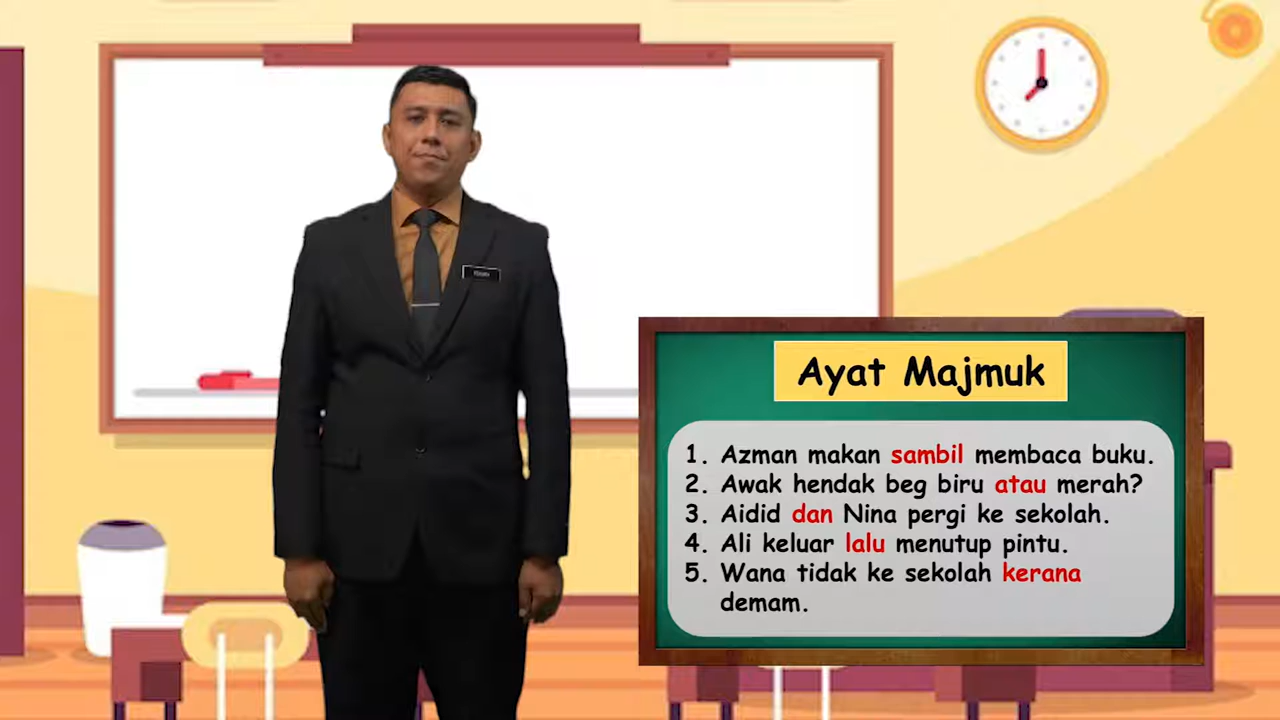 Ayat Majmuk
1. Azman makan sambil membaca buku.
2. Awak hendak beg biru atau merah?
3. Aidid dan Nina pergi ke sekolah.
4. Ali keluar lalu menutup pintu.
5. Wana tidak ke sekolah kerana
demam.